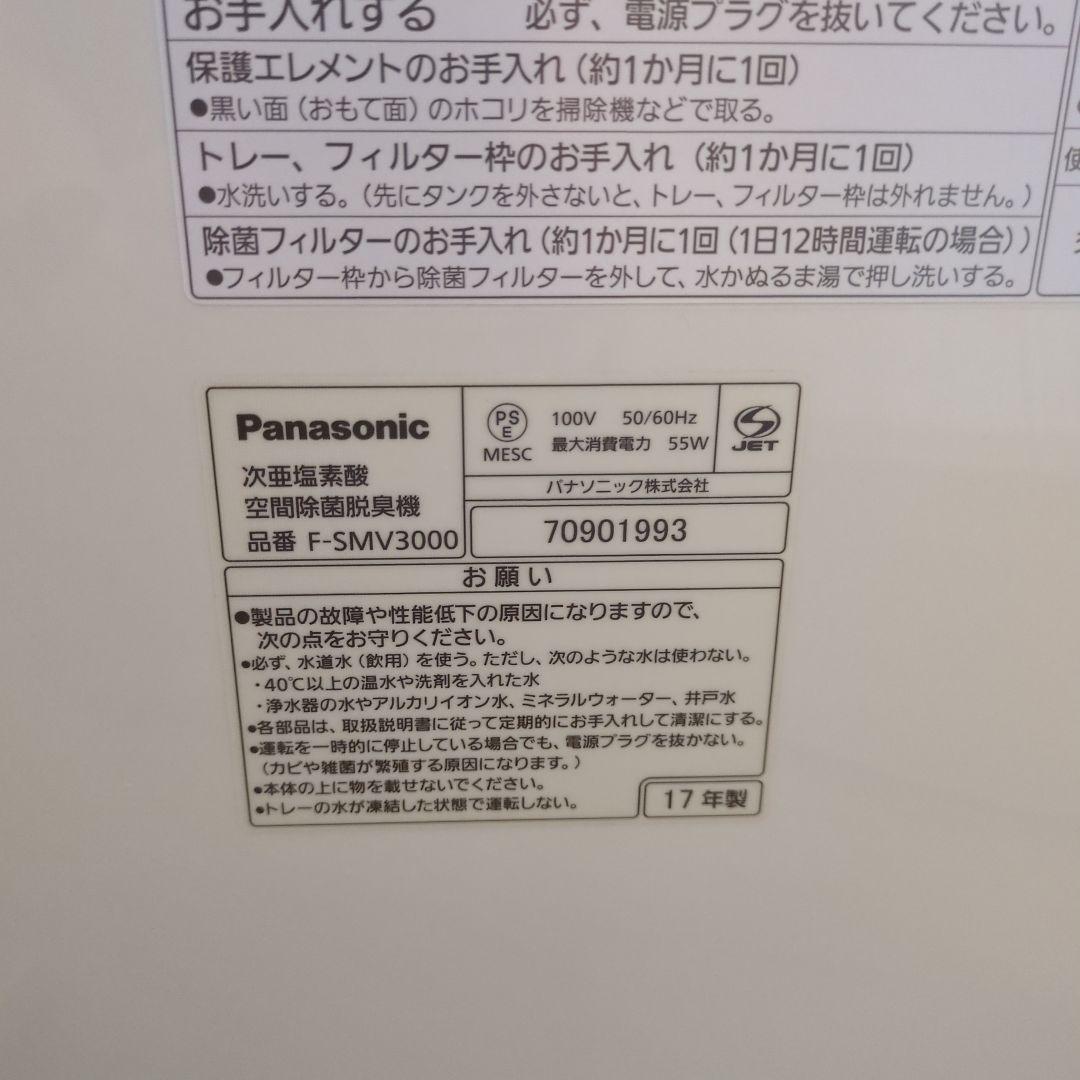 お手入れする 必ず、電源プラグを抜いてください。
保護エレメントのお手入れ（約1か月に1回）
●黒い面（おもて面）のホコリを掃除機などで取る。
トレー、フィルター枠のお手入れ（約1か月に1回）
●水洗いする。（先にタンクを外さないと、トレー、フィルター枠は外れません。）
除菌フィルターのお手入れ（約1か月に1回（1日12時間運転の場合））
●フィルター枠から除菌フィルターを外して、水かぬるま湯で押し洗いする。
使
Panasonic
次亜塩素酸
空間除菌脱臭機
品番 F-SMV3000
PS
E
MESC
100V 50/60Hz
最大消費電力 55W
JET
パナソニック株式会社
70901993
お願い
●製品の故障や性能低下の原因になりますので、
次の点をお守りください。
●必ず、水道水（飲用）を使う。ただし、次のような水は使わない。
・40℃以上の温水や洗剤を入れた水
・浄水器の水やアルカリイオン水、ミネラルウォーター、井戸水
●各部品は、取扱説明書に従って定期的にお手入れして清潔にする。
●運転を一時的に停止している場合でも、電源プラグを抜かない。
（カビや雑菌が繁殖する原因になります。）
●本体の上に物を載せないでください。
●トレーの水が凍結した状態で運転しない。
17年製